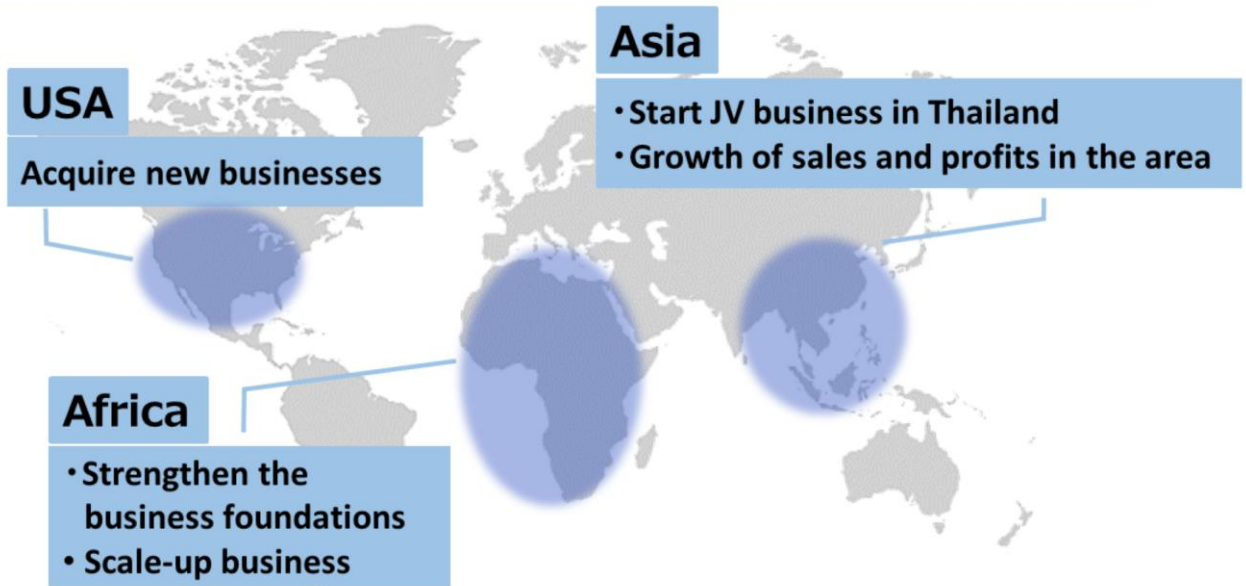 USA
Acquire new businesses
Asia
・Start JV business in Thailand
・Growth of sales and profits in the area
Africa
・Strengthen the
business foundations
• Scale-up business